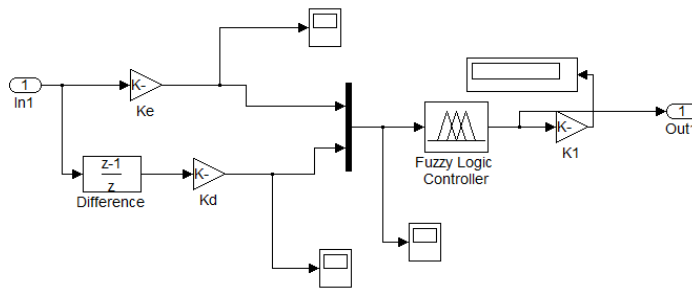 1
In1
K-
Ke
z-1
z
Difference
K-
Kd
Fuzzy Logic
Controller
K-
K1
1
Out1